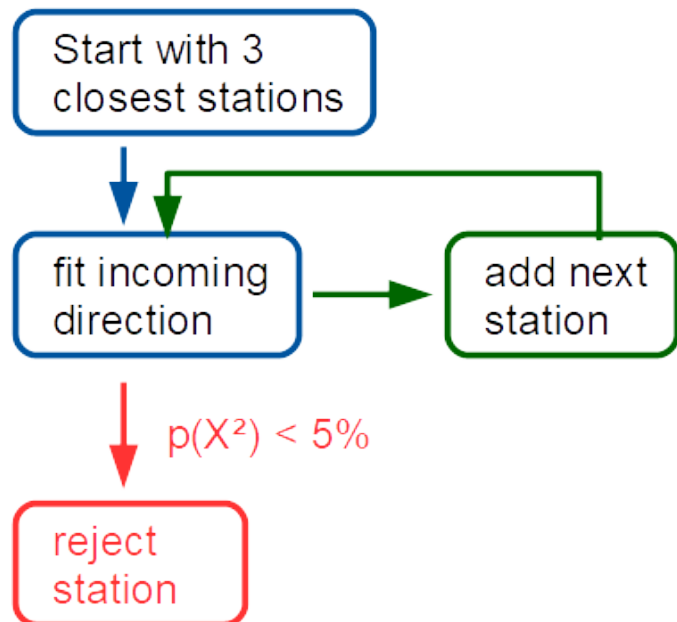 Start with 3
closest stations
fit incoming
direction
add next
station
p(X²) < 5%
reject
station